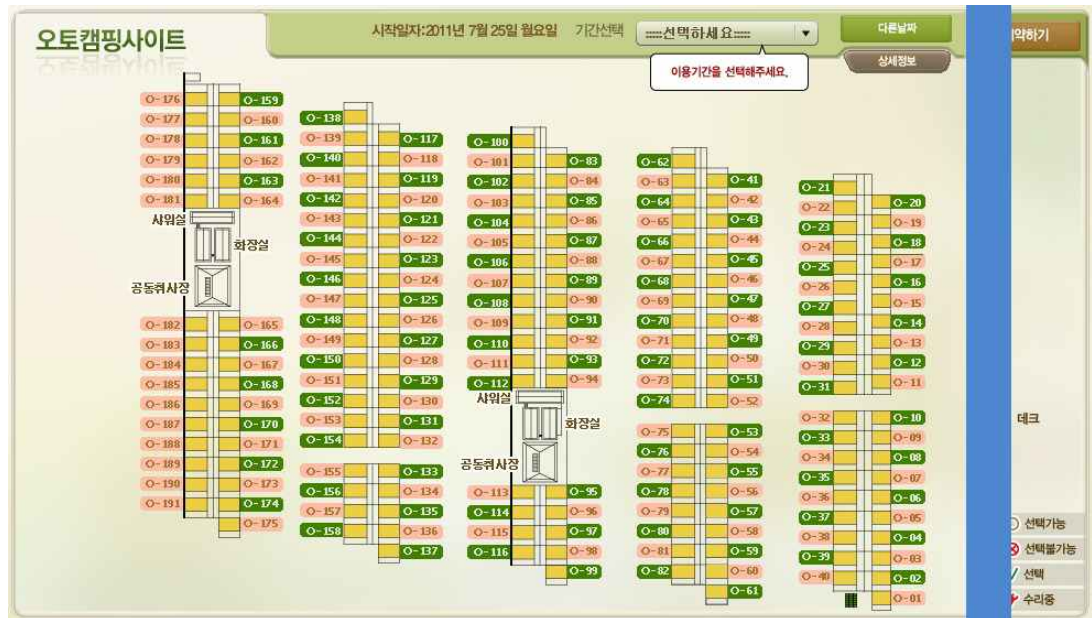 오토캠핑사이트
시작일자:2011년 7월 25일 월요일 기간선택 :::::선택하세요:::::
다른날짜
약하기
이용기간을 선택해주세요.
상세정보
O-176 O-159
O-177 O-160
O-178 O-161
O-179 O-162
O-180 O-163
O-181 O-164
샤워실
화장실
공동취사장
O-182 O-165
O-183 O-166
O-184 O-167
O-185 O-168
O-186 O-169
O-187 O-170
O-188 O-171
O-189 O-172
O-190 O-173
O-191 O-174
O-175
O-138
O-139 O-117
O-140 O-118
O-141 O-119
O-142 O-120
O-143 O-121
O-144 O-122
O-145 O-123
O-146 O-124
O-147 O-125
O-148 O-126
O-149 O-127
O-150 O-128
O-151 O-129
O-152 O-130
O-153 O-131
O-154 O-132
O-155 O-133
O-156 O-134
O-157 O-135
O-158 O-136
O-137
O-100
O-101 O-83
O-102 O-84
O-103 O-85
O-104 O-86
O-105 O-87
O-106 O-88
O-107 O-89
O-108 O-90
O-109 O-91
O-110 O-92
O-111 O-93
O-112 O-94
샤워실
화장실
공동취사장
O-113 O-95
O-114 O-96
O-115 O-97
O-116 O-98
O-99
O-62
O-63 O-41
O-64 O-42
O-65 O-43
O-66 O-44
O-67 O-45
O-68 O-46
O-69 O-47
O-70 O-48
O-71 O-49
O-72 O-50
O-73 O-51
O-74 O-52
O-75 O-53
O-76 O-54
O-77 O-55
O-78 O-56
O-79 O-57
O-80 O-58
O-81 O-59
O-82 O-60
O-61
O-21
O-22 O-20
O-23 O-19
O-24 O-18
O-25 O-17
O-26 O-16
O-27 O-15
O-28 O-14
O-29 O-13
O-30 O-12
O-31 O-11
O-32 O-10
O-33 O-09
O-34 O-08
O-35 O-07
O-36 O-06
O-37 O-05
O-38 O-04
O-39 O-03
O-40 O-02
O-01
데크
선택가능
선택불가능
선택
수리중